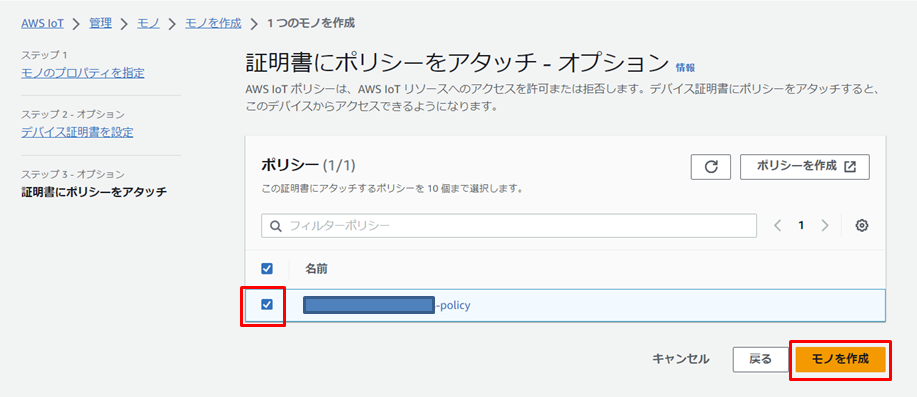 AWS IoT > 管理 > モノ > モノを作成 > 1 つのモノを作成
ステップ 1
モノのプロパティを指定
ステップ 2 - オプション
デバイス証明書を設定
ステップ 3 - オプション
証明書にポリシーをアタッチ
証明書にポリシーをアタッチ - オプション 情報
AWS IoT ポリシーは、AWS IoT リソースへのアクセスを許可または拒否します。デバイス証明書にポリシーをアタッチすると、
このデバイスからアクセスできるようになります。
ポリシー (1/1)
ポリシーを作成
この証明書にアタッチするポリシーを 10 個まで選択します。
フィルターポリシー
1
名前
-policy
キャンセル
戻る
モノを作成